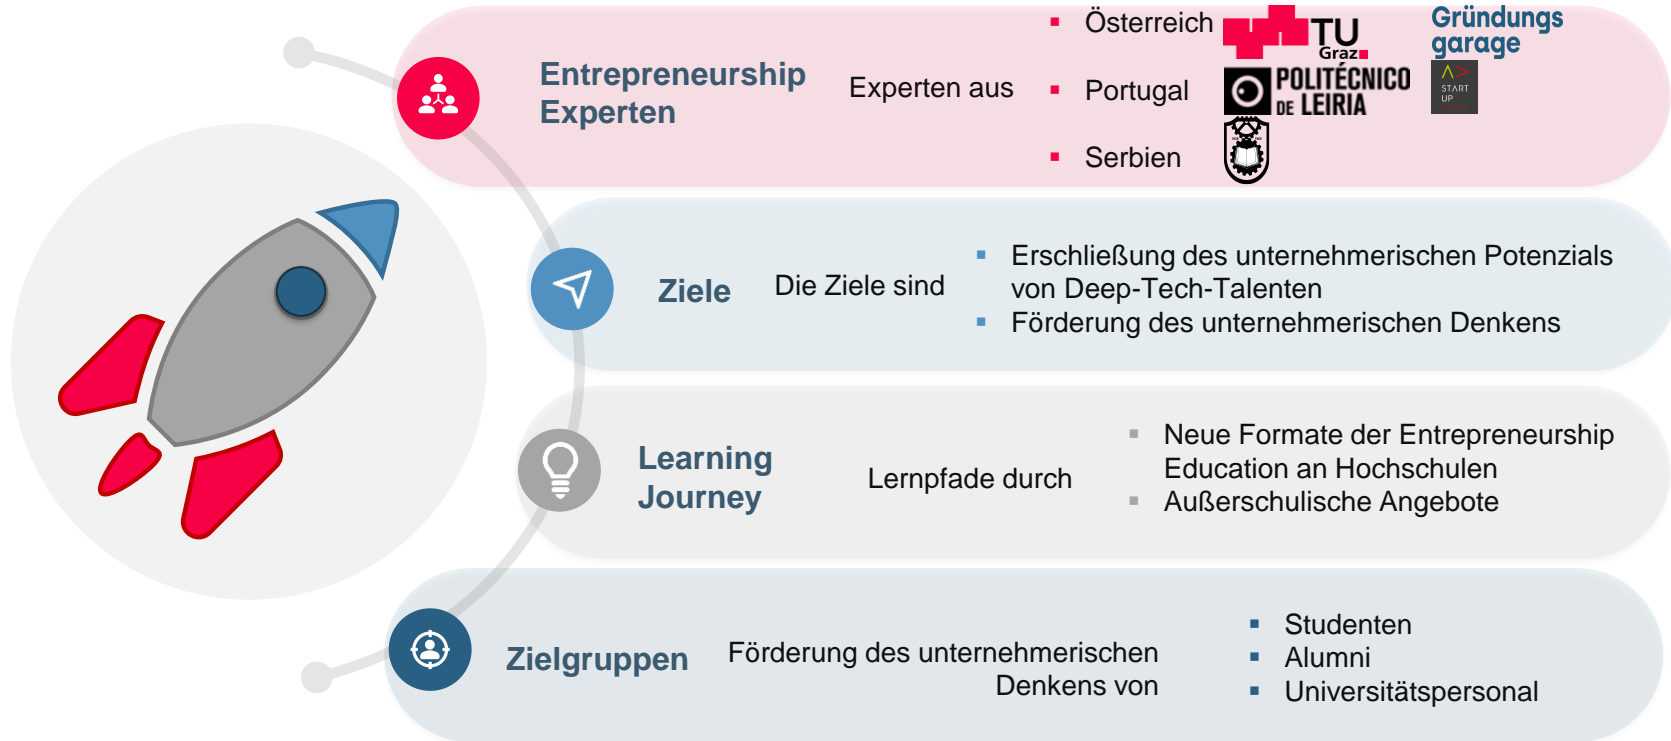 Entrepreneurship
Experten
Experten aus
▪ Österreich
▪ Portugal
▪ Serbien
TU
Graz
Gründungs
garage
POLITÉCNICO
DE LEIRIA
START
UP
Ziele
Die Ziele sind
▪ Erschließung des unternehmerischen Potenzials
von Deep-Tech-Talenten
▪ Förderung des unternehmerischen Denkens
Learning
Journey
Lernpfade durch
▪ Neue Formate der Entrepreneurship
Education an Hochschulen
▪ Außerschulische Angebote
Zielgruppen
Förderung des unternehmerischen
Denkens von
▪ Studenten
▪ Alumni
▪ Universitätspersonal